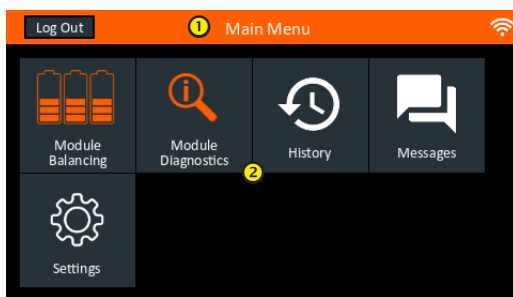 Log Out
1
Main Menu
Module
Balancing
Module
Diagnostics
History
Messages
2
Settings